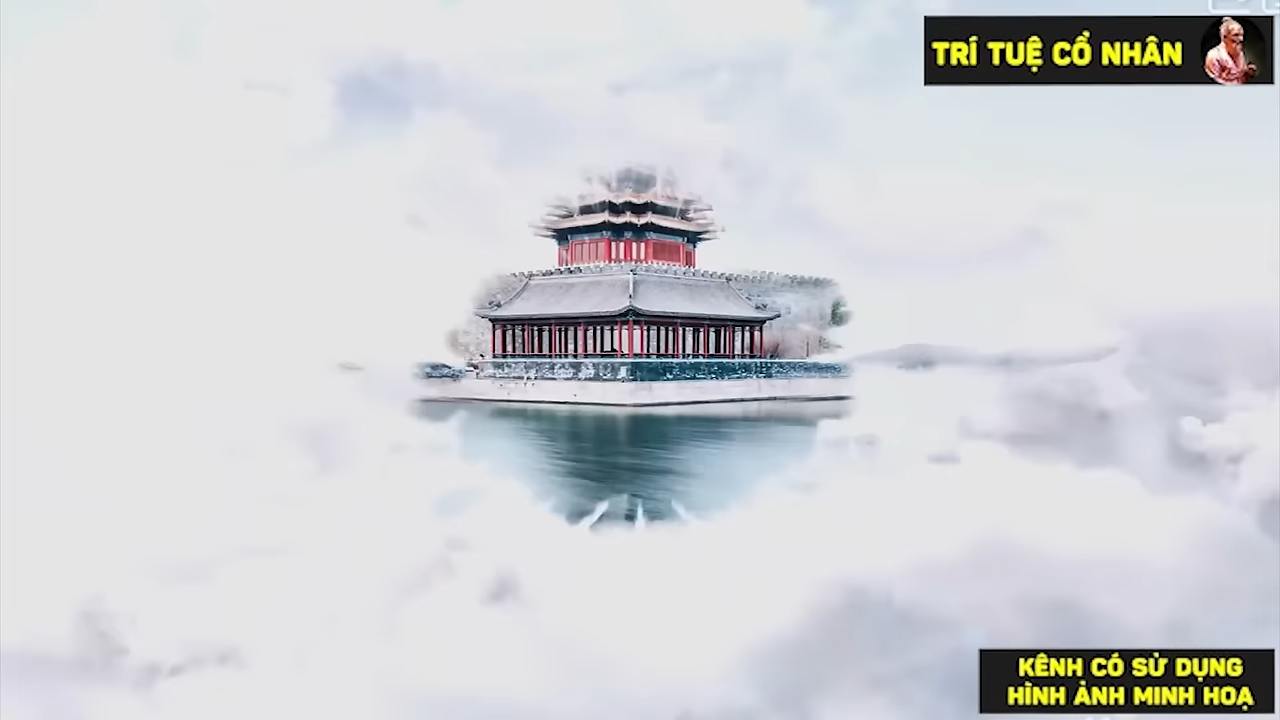 TRÍ TUỆ CỔ NHÂN
KÊNH CÓ SỬ DỤNG
HÌNH ẢNH MINH HOẠ